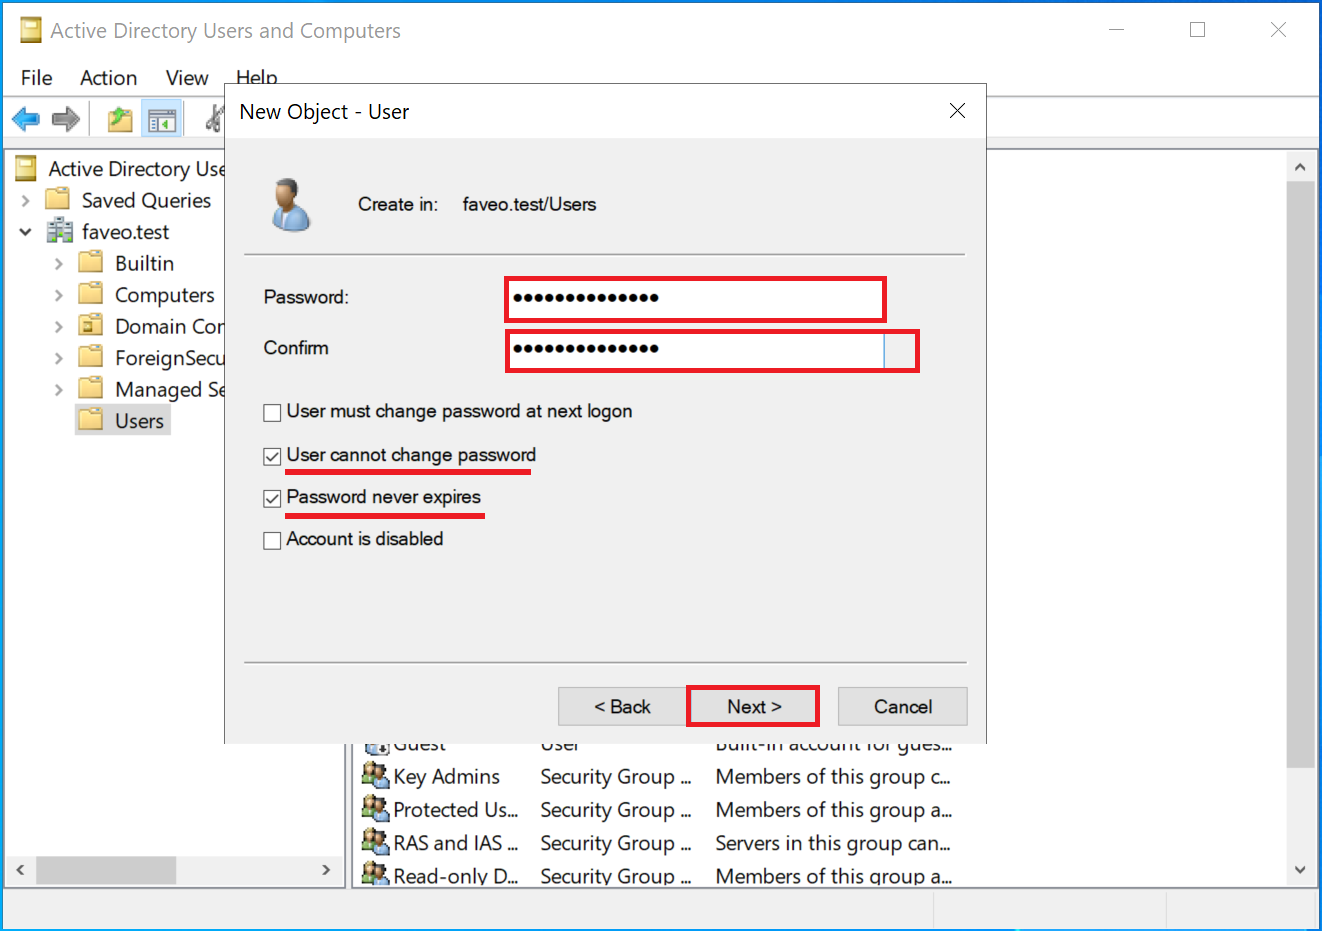 Active Directory Users and Computers
File Action View Help
New Object - User
Active Directory Use
Saved Queries
faveo.test
Builtin
Computers
Domain Cor
ForeignSecu
Managed Se
Users
Create in: faveo.test/Users
Password: ••••••••••••••
Confirm ••••••••••••••
User must change password at next logon
User cannot change password
Password never expires
Account is disabled
< Back Next > Cancel
Guest User Built-in account for gues...
Key Admins Security Group ... Members of this group c...
Protected Us... Security Group ... Members of this group a...
RAS and IAS ... Security Group ... Servers in this group can...
Read-only D... Security Group ... Members of this group a...